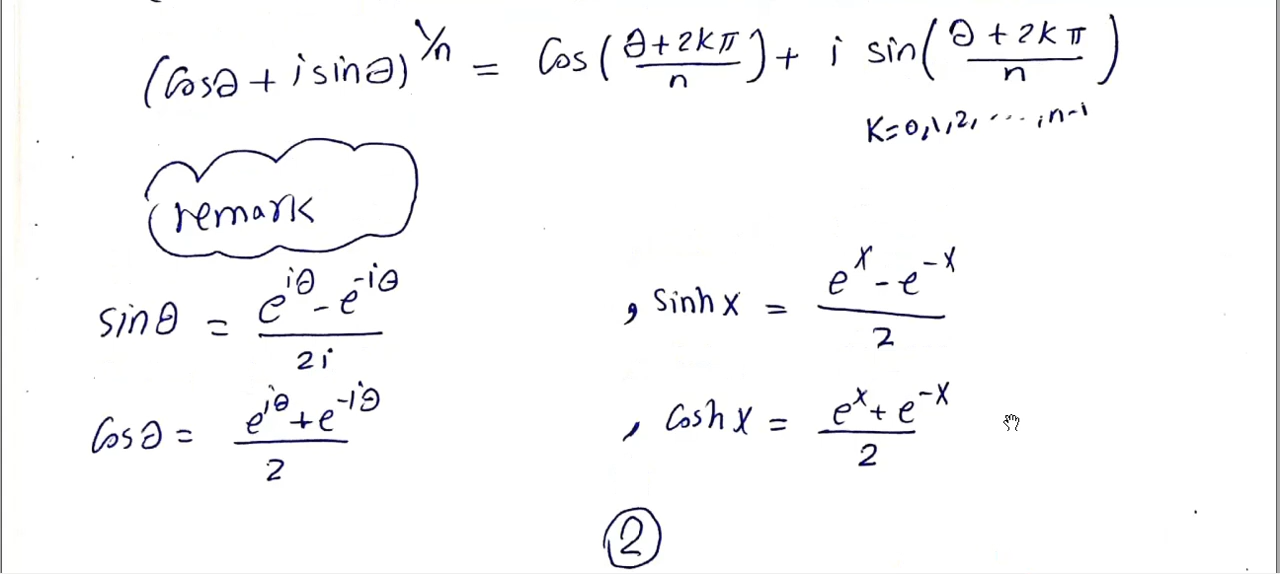 (Cosθ + i sinθ)^1/n = Cos(θ+2kπ/n) + i sin(θ+2kπ/n)
K=0,1,2, ... , n-1
remark
sinθ = e^iθ - e^-iθ / 2i , Sinh x = e^x - e^-x / 2
Cosθ = e^iθ + e^-iθ / 2 , Cosh x = e^x + e^-x / 2
2